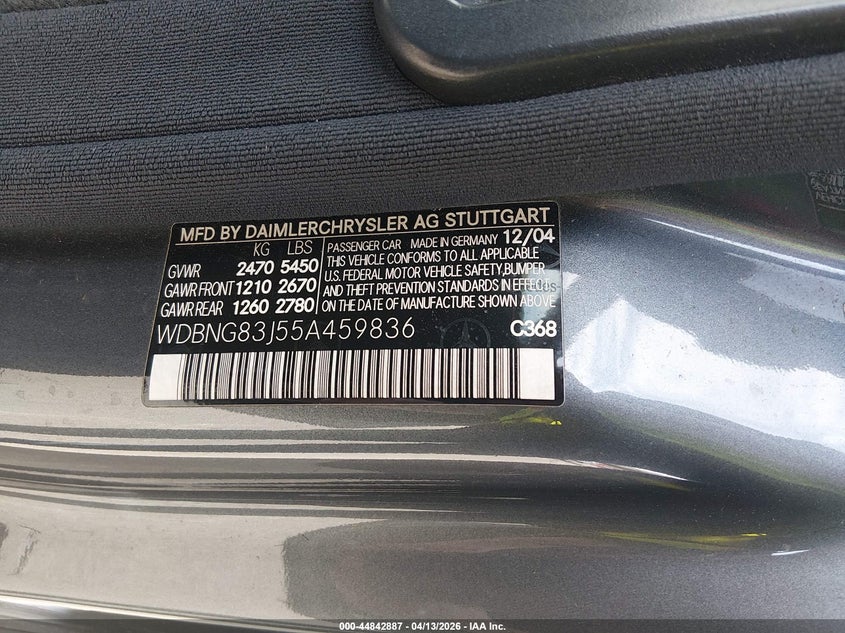 MFD BY DAIMLERCHRYSLER AG STUTTGART
KG LBS
GVWR 2470 5450
GAWR FRONT 1210 2670
GAWR REAR 1260 2780
PASSENGER CAR MADE IN GERMANY 12/04
THIS VEHICLE CONFORMS TO ALL APPLICABLE
U.S. FEDERAL MOTOR VEHICLE SAFETY, BUMPER
AND THEFT PREVENTION STANDARDS IN EFFECT
ON THE DATE OF MANUFACTURE SHOWN ABOVE
WDBNG83J55A459836 C368
000-44842887 - 04/13/2026 - IAA Inc.